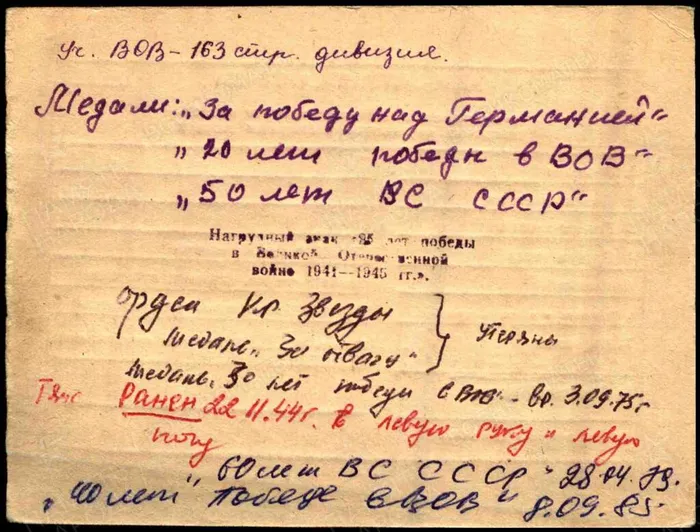 Уч. ВОВ - 163 стр. дивизия.
Медали: „За победу над Германией"
„20 лет победы в ВОВ"
„50 лет ВС СССР"
Нагрудный знак «25 лет победы
в Великой Отечественной
войне 1941—1945 гг.».
Кр. Звезды
Медаль „За отвагу" } утеряны
Медаль „30 лет победы в ВОВ - вр. 3.09.75г
Ранен 22 11.44г. в левую руку и левую
ногу
„60 лет ВС СССР" 28.04.79.
„40 лет Победе в ВОВ" 8.09.85.